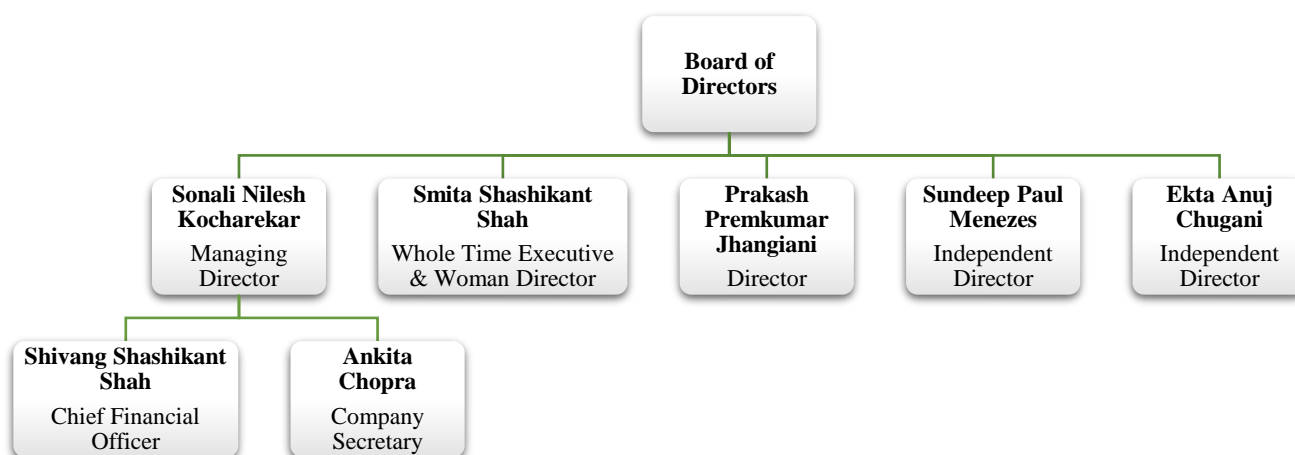 Board of
Directors
Sonali Nilesh
Kocharekar
Managing
Director
Smita Shashikant
Shah
Whole Time Executive
& Woman Director
Prakash
Premkumar
Jhangiani
Director
Sundeep Paul
Menezes
Independent
Director
Ekta Anuj
Chugani
Independent
Director
Shivang Shashikant
Shah
Chief Financial
Officer
Ankita
Chopra
Company
Secretary